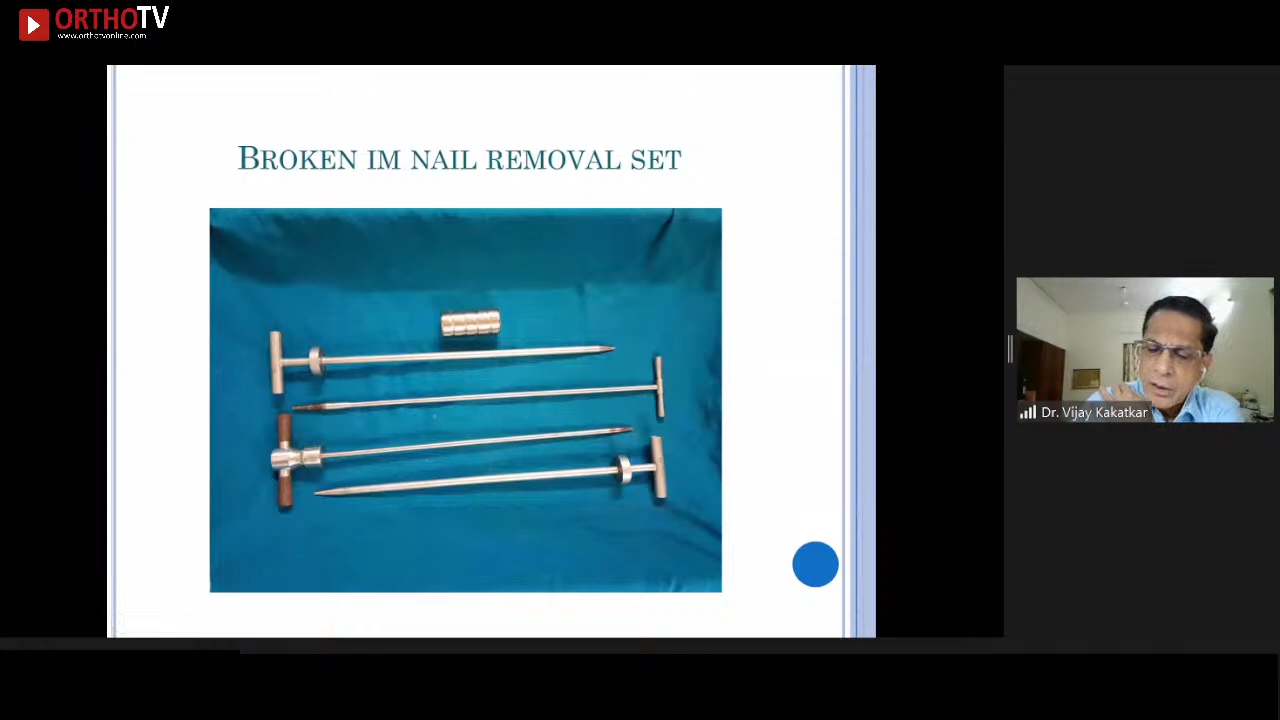 ORTHOTV
www.orthotvonline.com
BROKEN IM NAIL REMOVAL SET
Dr. Vijay Kakatkar